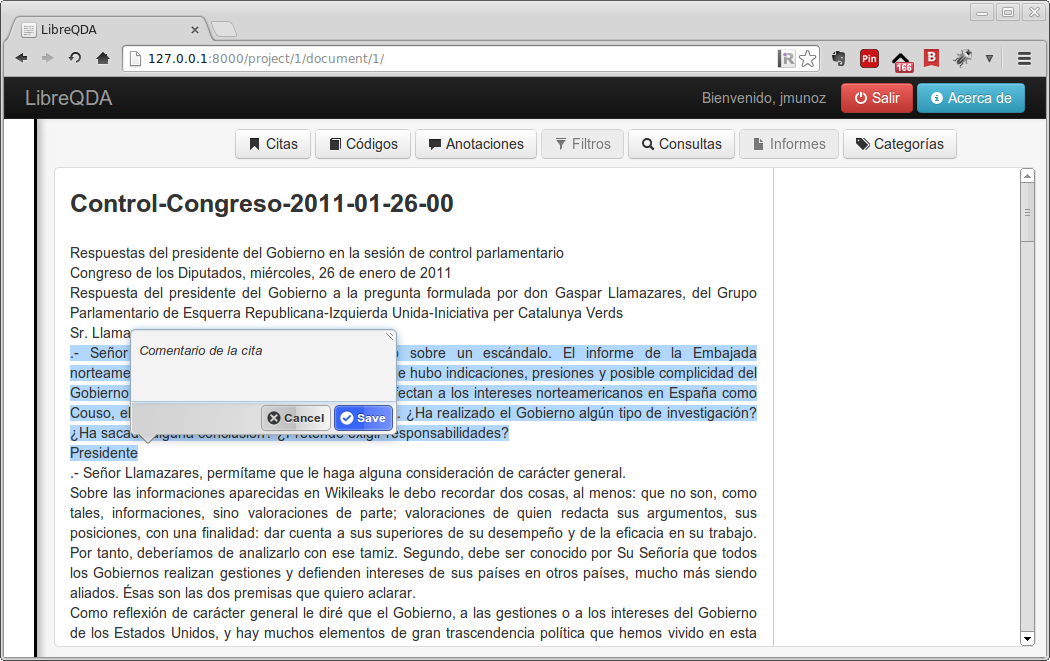 LibreQDA
127.0.0.1:8000/project/1/document/1/
R
Pin
166
B
LibreQDA
Bienvenido, jmunoz
Salir
Acerca de
Citas
Códigos
Anotaciones
Filtros
Consultas
Informes
Categorías
Control-Congreso-2011-01-26-00
Respuestas del presidente del Gobierno en la sesión de control parlamentario
Congreso de los Diputados, miércoles, 26 de enero de 2011
Respuesta del presidente del Gobierno a la pregunta formulada por don Gaspar Llamazares, del Grupo
Parlamentario de Esquerra Republicana-Izquierda Unida-Iniciativa per Catalunya Verds
Sr. Llama
.- Señor sobre un escándalo. El informe de la Embajada
norteame e hubo indicaciones, presiones y posible complicidad del
Gobierno fectan a los intereses norteamericanos en España como
Couso, el . ¿Ha realizado el Gobierno algún tipo de investigación?
¿Ha sacado alguna conclusión? ¿Pretende exigir responsabilidades?
Comentario de la cita
Cancel
Save
Presidente
.- Señor Llamazares, permítame que le haga alguna consideración de carácter general.
Sobre las informaciones aparecidas en Wikileaks le debo recordar dos cosas, al menos: que no son, como
tales, informaciones, sino valoraciones de parte; valoraciones de quien redacta sus argumentos, sus
posiciones, con una finalidad: dar cuenta a sus superiores de su desempeño y de la eficacia en su trabajo.
Por tanto, deberíamos de analizarlo con ese tamiz. Segundo, debe ser conocido por Su Señoría que todos
los Gobiernos realizan gestiones y defienden intereses de sus países en otros países, mucho más siendo
aliados. Ésas son las dos premisas que quiero aclarar.
Como reflexión de carácter general le diré que el Gobierno, a las gestiones o a los intereses del Gobierno
de los Estados Unidos, y hay muchos elementos de gran trascendencia política que hemos vivido en esta